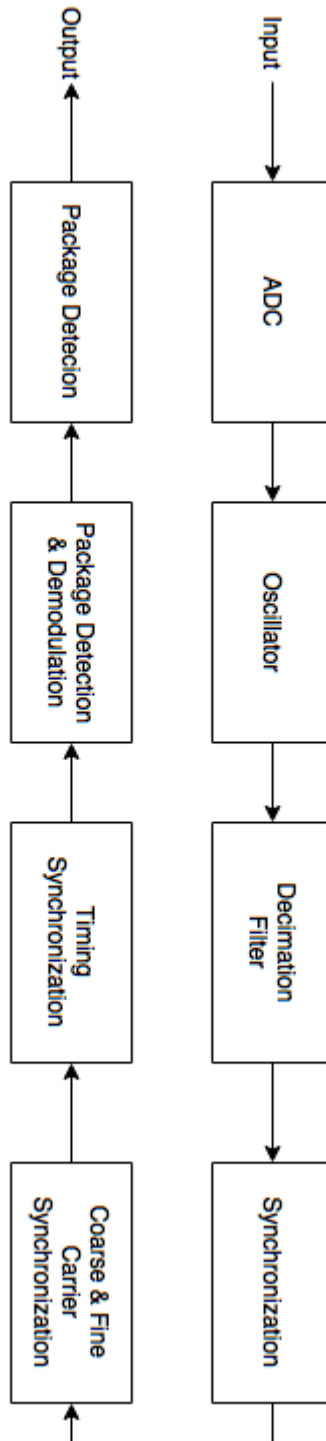 Input
ADC
Oscillator
Decimation
Filter
Synchronization
Coarse & Fine
Carrier
Synchronization
Timing
Synchronization
Package Detection
& Demodulation
Package Detecion
Output